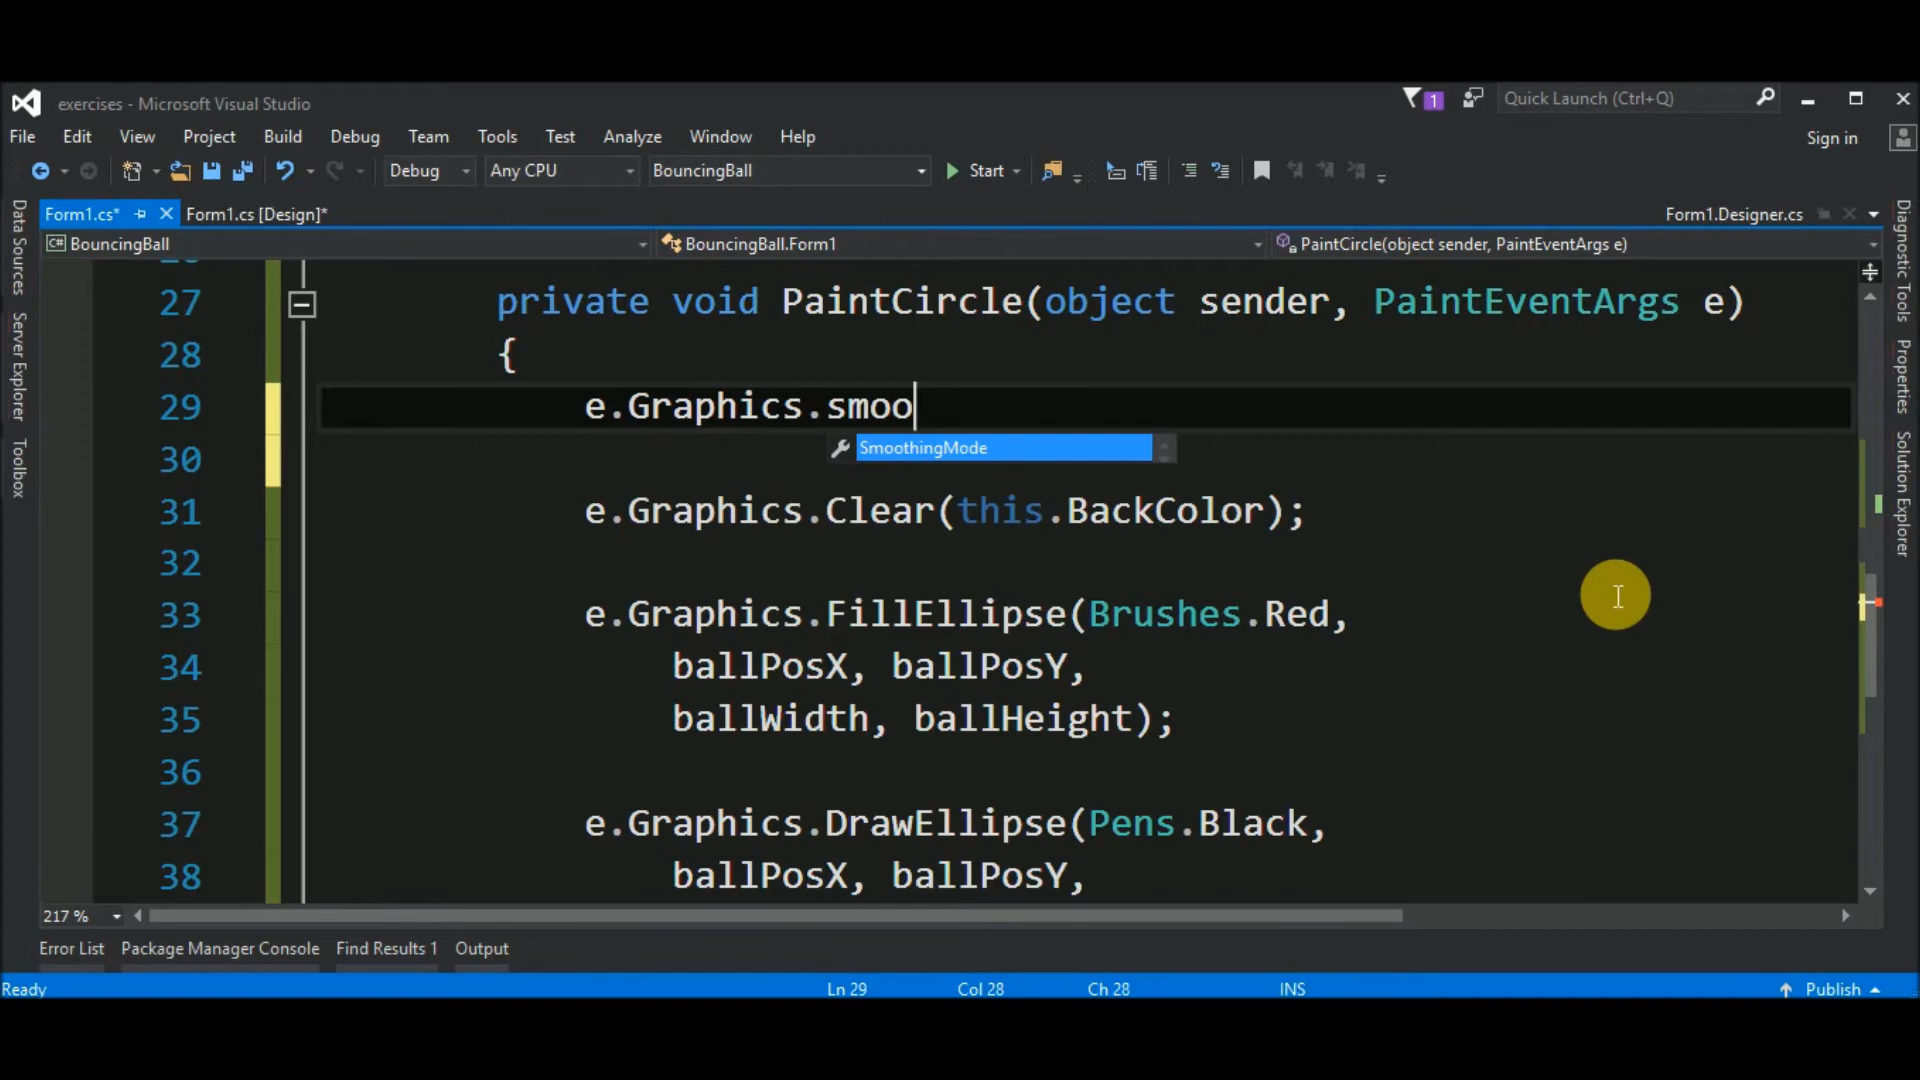 exercises - Microsoft Visual Studio
1
Quick Launch (Ctrl+Q)
File Edit View Project Build Debug Team Tools Test Analyze Window Help
Sign in
Debug Any CPU BouncingBall Start
Form1.cs* Form1.cs [Design]* Form1.Designer.cs
C# BouncingBall BouncingBall.Form1 PaintCircle(object sender, PaintEventArgs e)
Data Sources
Server Explorer
Toolbox
27 private void PaintCircle(object sender, PaintEventArgs e)
28 {
29 e.Graphics.smoo
SmoothingMode
30
31 e.Graphics.Clear(this.BackColor);
32
33 e.Graphics.FillEllipse(Brushes.Red,
34 ballPosX, ballPosY,
35 ballWidth, ballHeight);
36
37 e.Graphics.DrawEllipse(Pens.Black,
38 ballPosX, ballPosY,
Diagnostic Tools
Properties
Solution Explorer
217 %
Error List Package Manager Console Find Results 1 Output
Ready Ln 29 Col 28 Ch 28 INS Publish